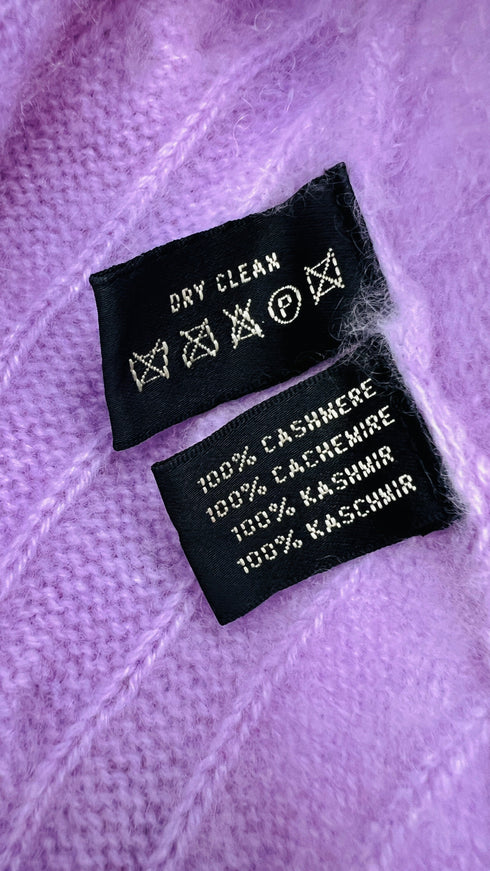 DRY CLEAN
P
100% CASHMERE
100% CACHEMIRE
100% KASHMIR
100% KASCHMIR